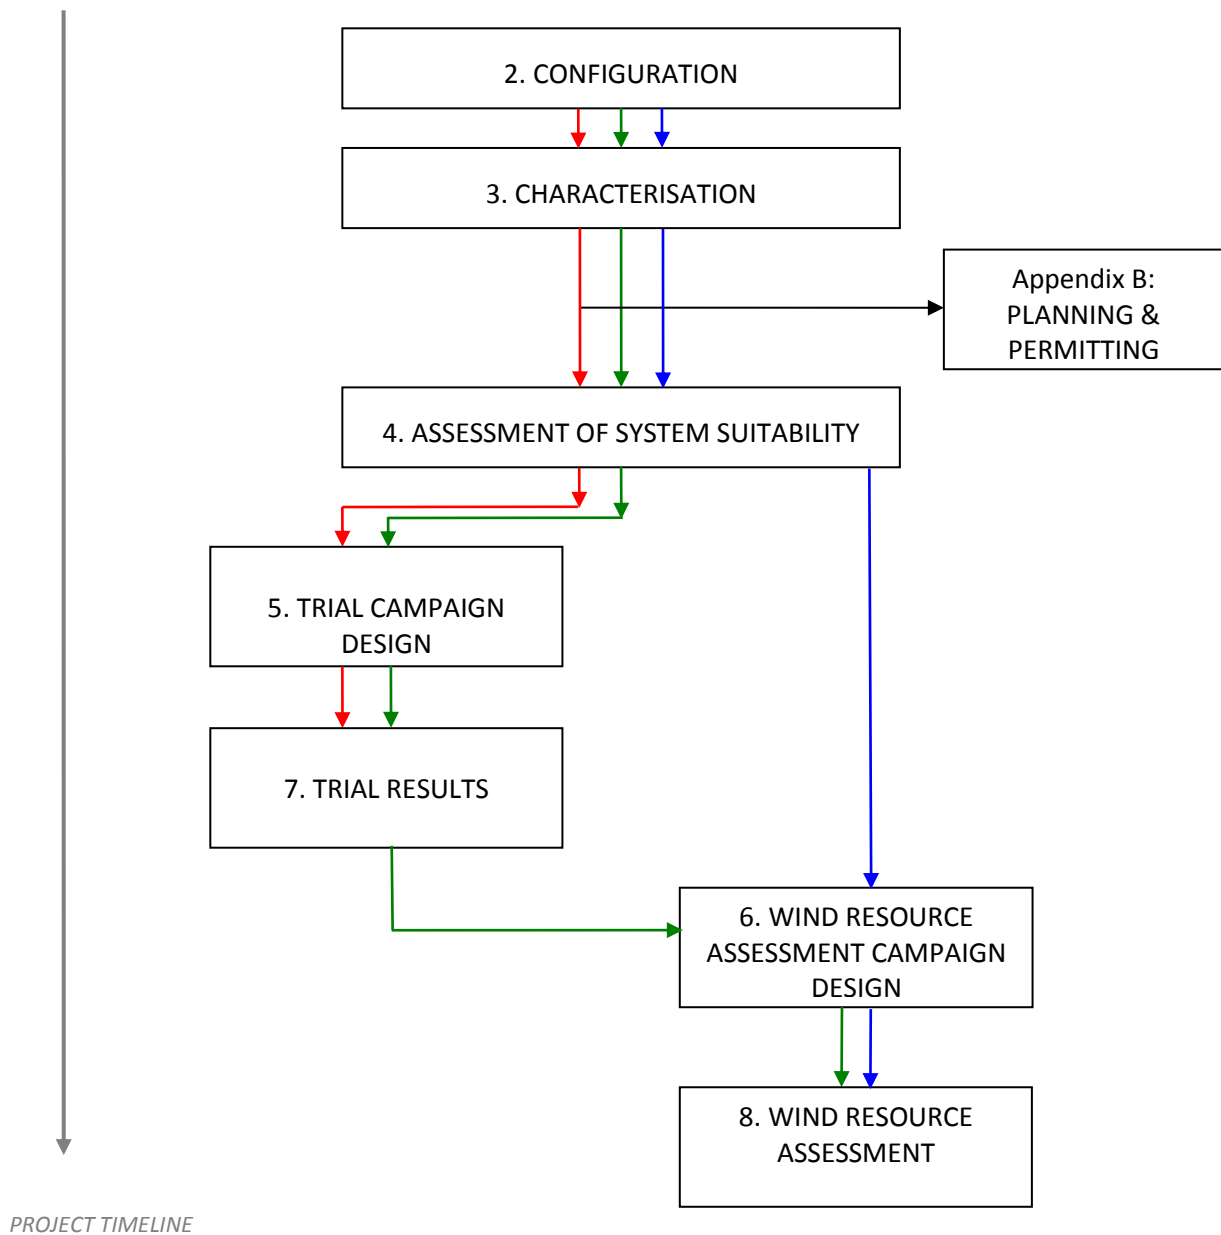 2. CONFIGURATION
3. CHARACTERISATION
Appendix B:
PLANNING &
PERMITTING
4. ASSESSMENT OF SYSTEM SUITABILITY
5. TRIAL CAMPAIGN
DESIGN
7. TRIAL RESULTS
6. WIND RESOURCE
ASSESSMENT CAMPAIGN
DESIGN
8. WIND RESOURCE
ASSESSMENT
PROJECT TIMELINE